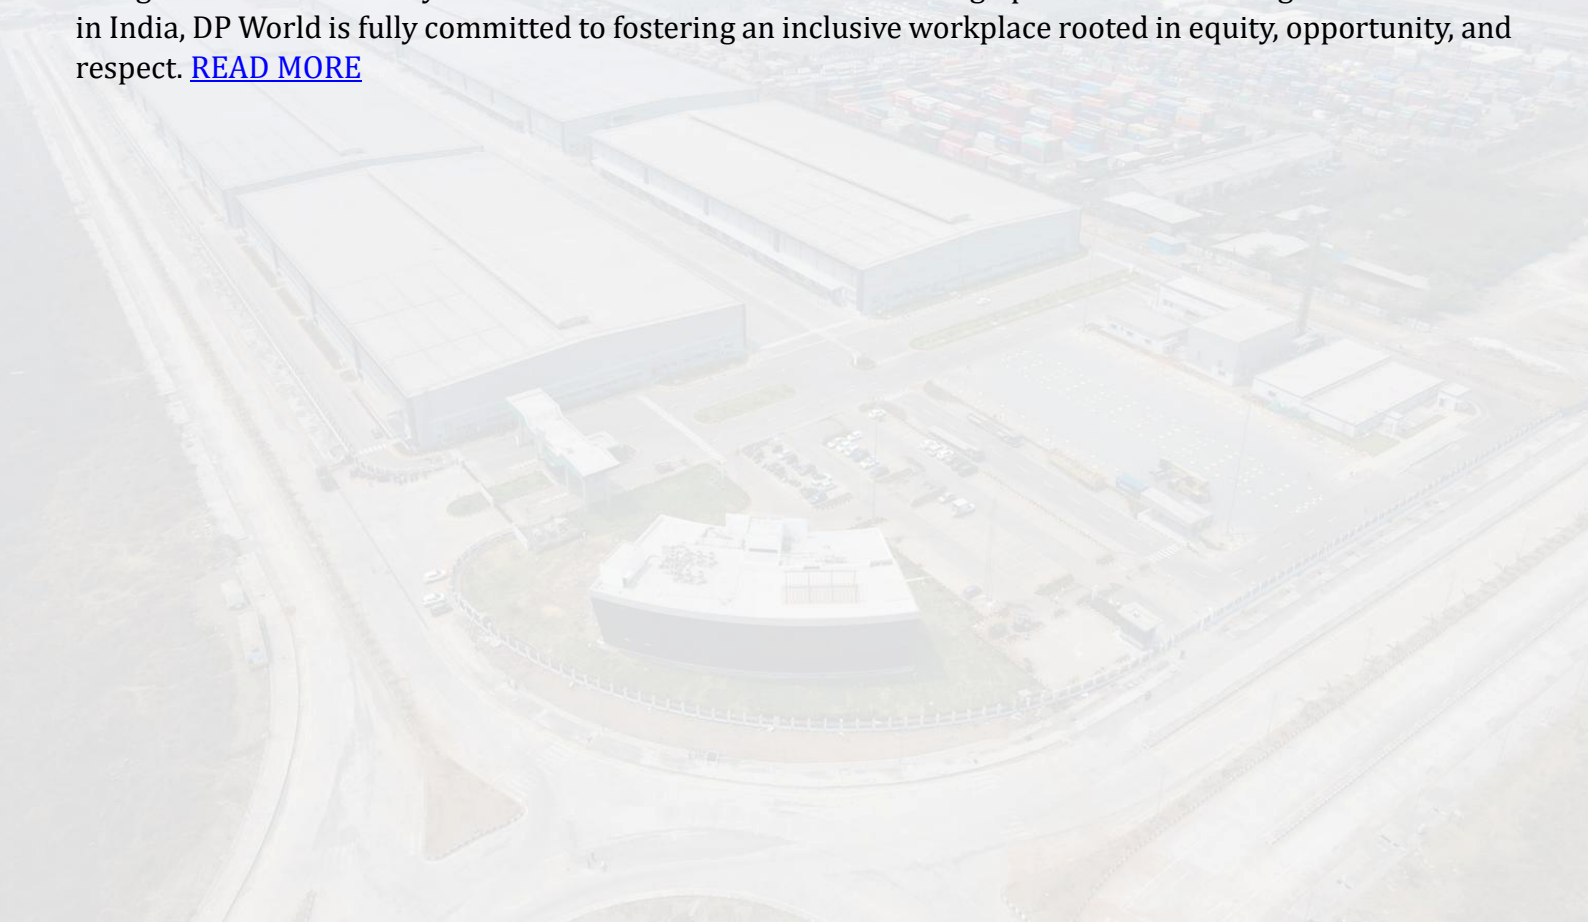 in India, DP World is fully committed to fostering an inclusive workplace rooted in equity, opportunity, and
respect. READ MORE